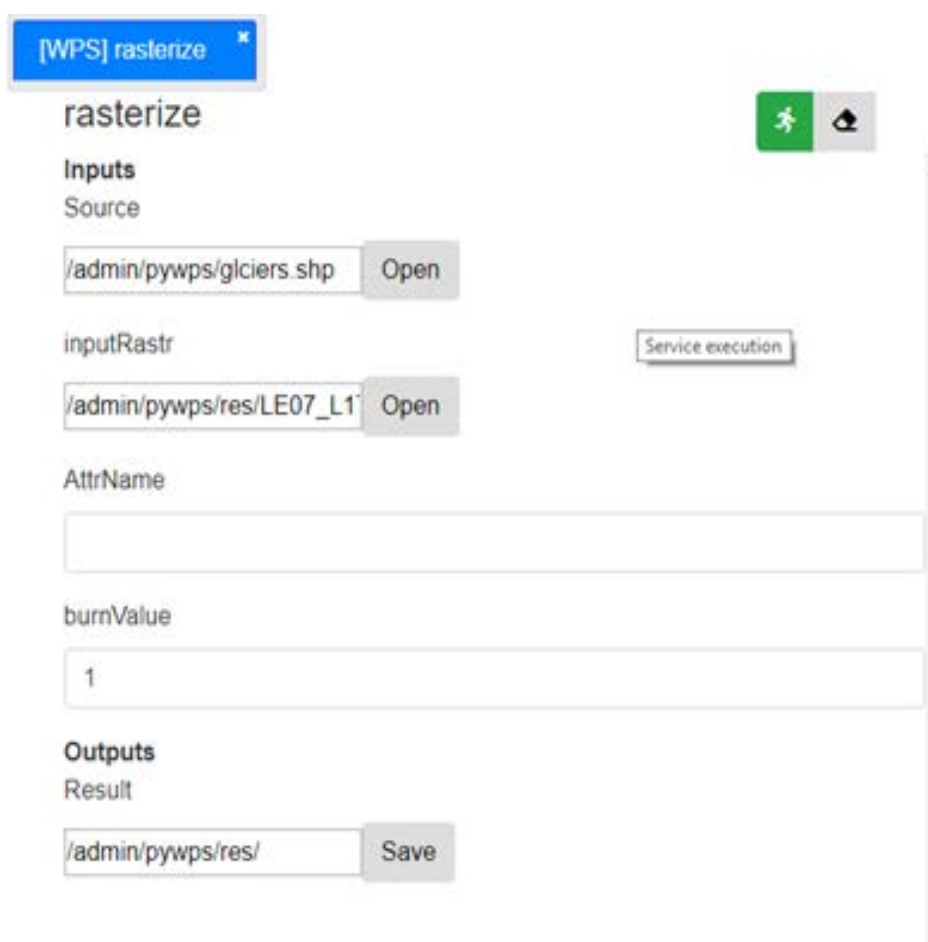 [WPS] rasterize
rasterize
Inputs
Source
/admin/pywps/glciers.shp Open
inputRastr
Service execution
/admin/pywps/res/LE07_L1 Open
AttrName
burnValue
1
Outputs
Result
/admin/pywps/res/ Save